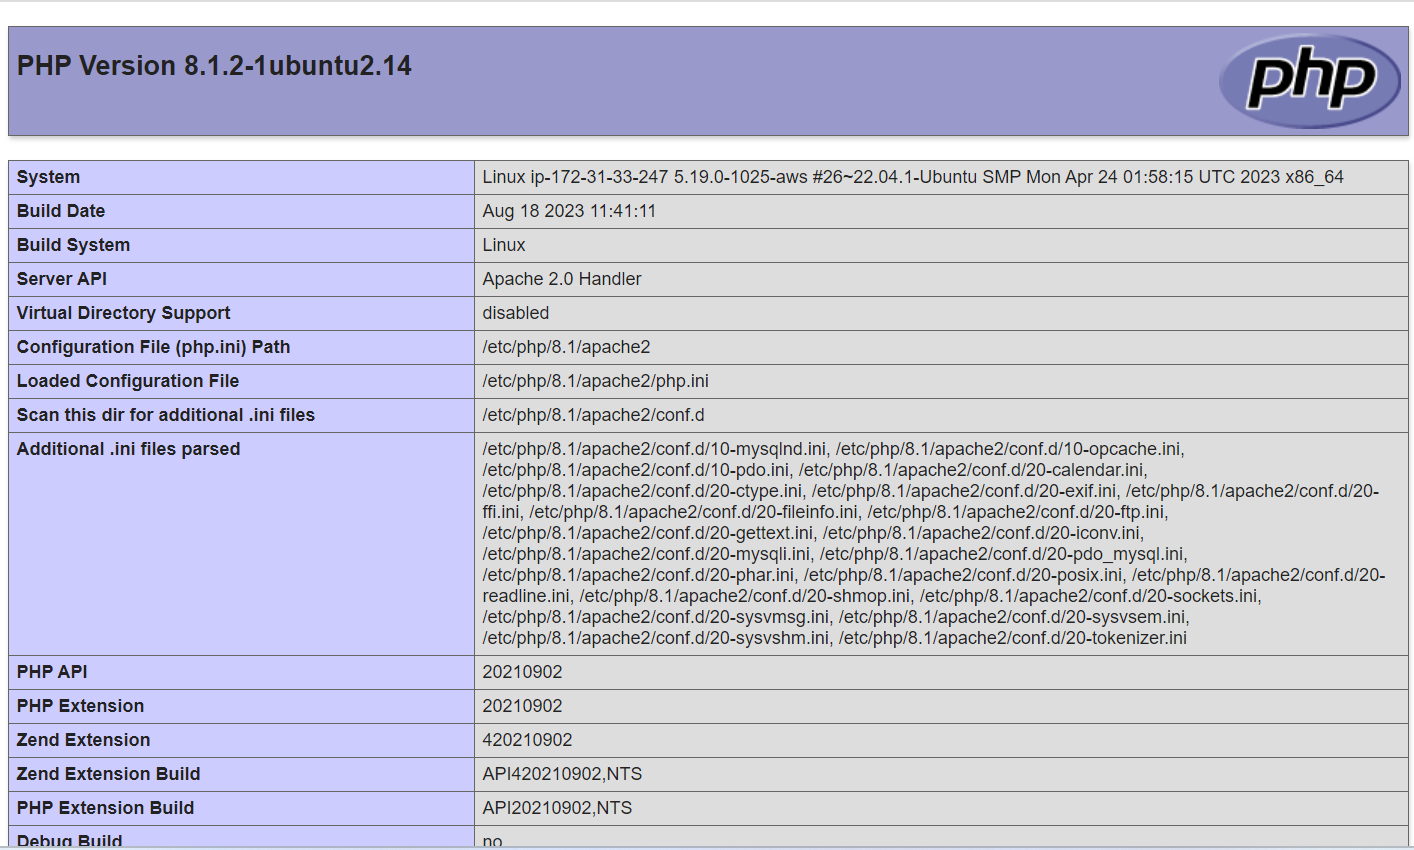 PHP Version 8.1.2-1ubuntu2.14
php
System Linux ip-172-31-33-247 5.19.0-1025-aws #26~22.04.1-Ubuntu SMP Mon Apr 24 01:58:15 UTC 2023 x86_64
Build Date Aug 18 2023 11:41:11
Build System Linux
Server API Apache 2.0 Handler
Virtual Directory Support disabled
Configuration File (php.ini) Path /etc/php/8.1/apache2
Loaded Configuration File /etc/php/8.1/apache2/php.ini
Scan this dir for additional .ini files /etc/php/8.1/apache2/conf.d
Additional .ini files parsed /etc/php/8.1/apache2/conf.d/10-mysqlnd.ini, /etc/php/8.1/apache2/conf.d/10-opcache.ini,
/etc/php/8.1/apache2/conf.d/10-pdo.ini, /etc/php/8.1/apache2/conf.d/20-calendar.ini,
/etc/php/8.1/apache2/conf.d/20-ctype.ini, /etc/php/8.1/apache2/conf.d/20-exif.ini, /etc/php/8.1/apache2/conf.d/20-
ffi.ini, /etc/php/8.1/apache2/conf.d/20-fileinfo.ini, /etc/php/8.1/apache2/conf.d/20-ftp.ini,
/etc/php/8.1/apache2/conf.d/20-gettext.ini, /etc/php/8.1/apache2/conf.d/20-iconv.ini,
/etc/php/8.1/apache2/conf.d/20-mysqli.ini, /etc/php/8.1/apache2/conf.d/20-pdo_mysql.ini,
/etc/php/8.1/apache2/conf.d/20-phar.ini, /etc/php/8.1/apache2/conf.d/20-posix.ini, /etc/php/8.1/apache2/conf.d/20-
readline.ini, /etc/php/8.1/apache2/conf.d/20-shmop.ini, /etc/php/8.1/apache2/conf.d/20-sockets.ini,
/etc/php/8.1/apache2/conf.d/20-sysvmsg.ini, /etc/php/8.1/apache2/conf.d/20-sysvsem.ini,
/etc/php/8.1/apache2/conf.d/20-sysvshm.ini, /etc/php/8.1/apache2/conf.d/20-tokenizer.ini
PHP API 20210902
PHP Extension 20210902
Zend Extension 420210902
Zend Extension Build API420210902,NTS
PHP Extension Build API20210902,NTS
Debug Build no